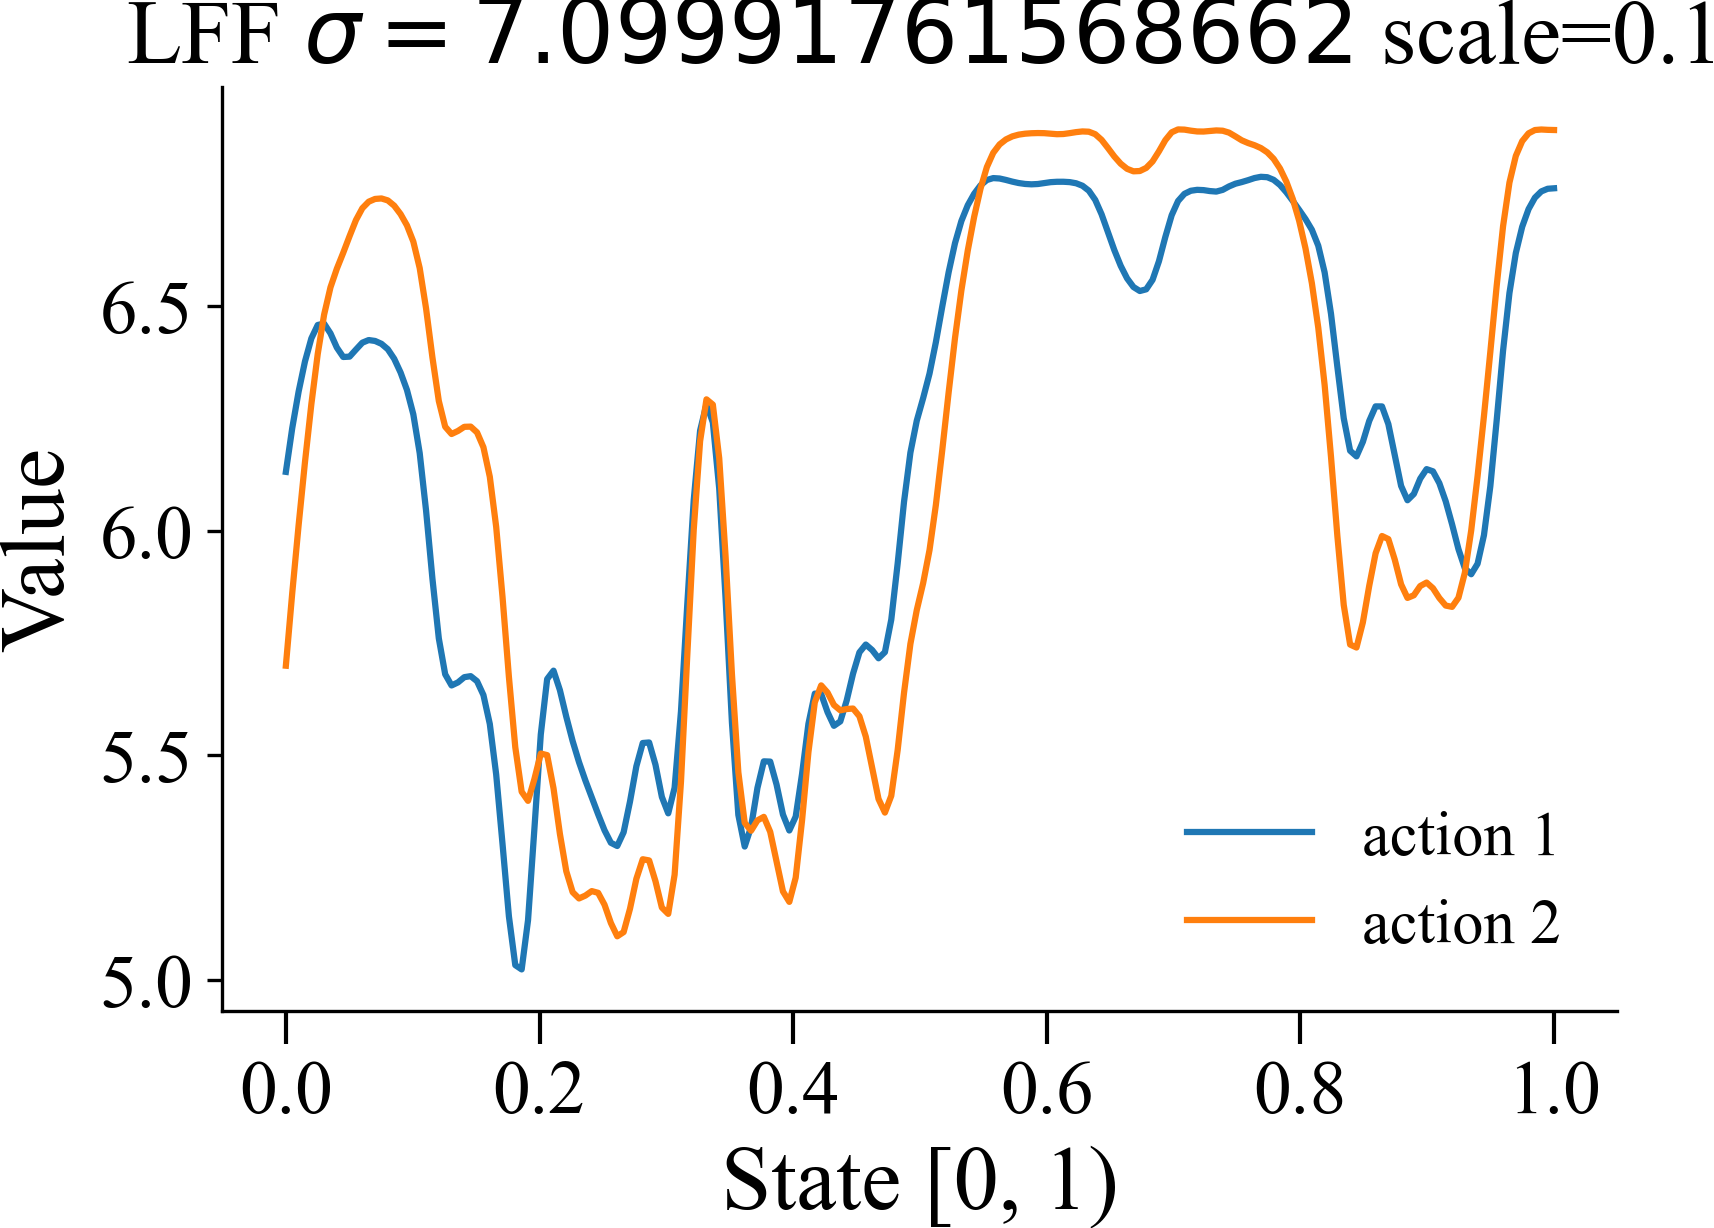 LFF σ = 7.09991761568662 scale=0.1
Value
6.5
6.0
5.5
5.0
action 1
action 2
0.0 0.2 0.4 0.6 0.8 1.0
State [0, 1)